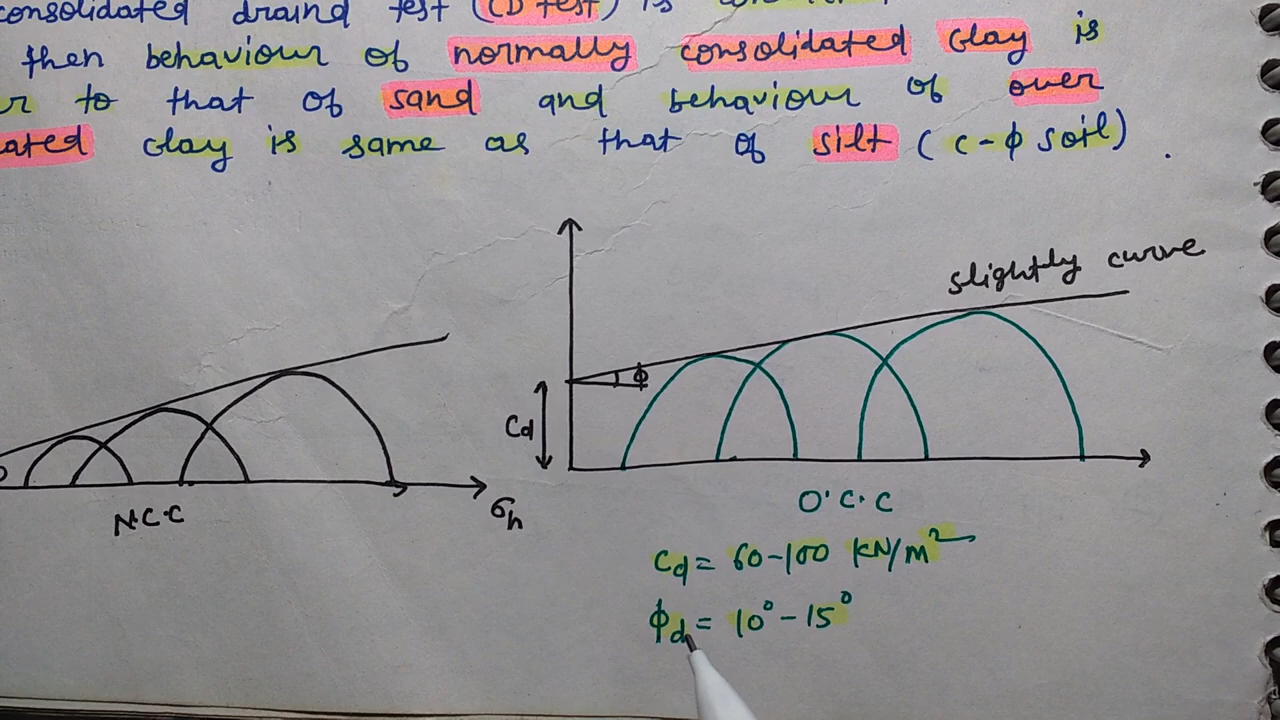 consolidated draind test (CD test) is
then behaviour of normally consolidated clay is
r to that of sand and behaviour of over
ated clay is same as that of silt (c-ϕ soil).
slightly curve
ϕ
Cd
σn
N.C.C
O.C.C
Cd = 60-100 KN/m²
ϕd = 10° - 15°